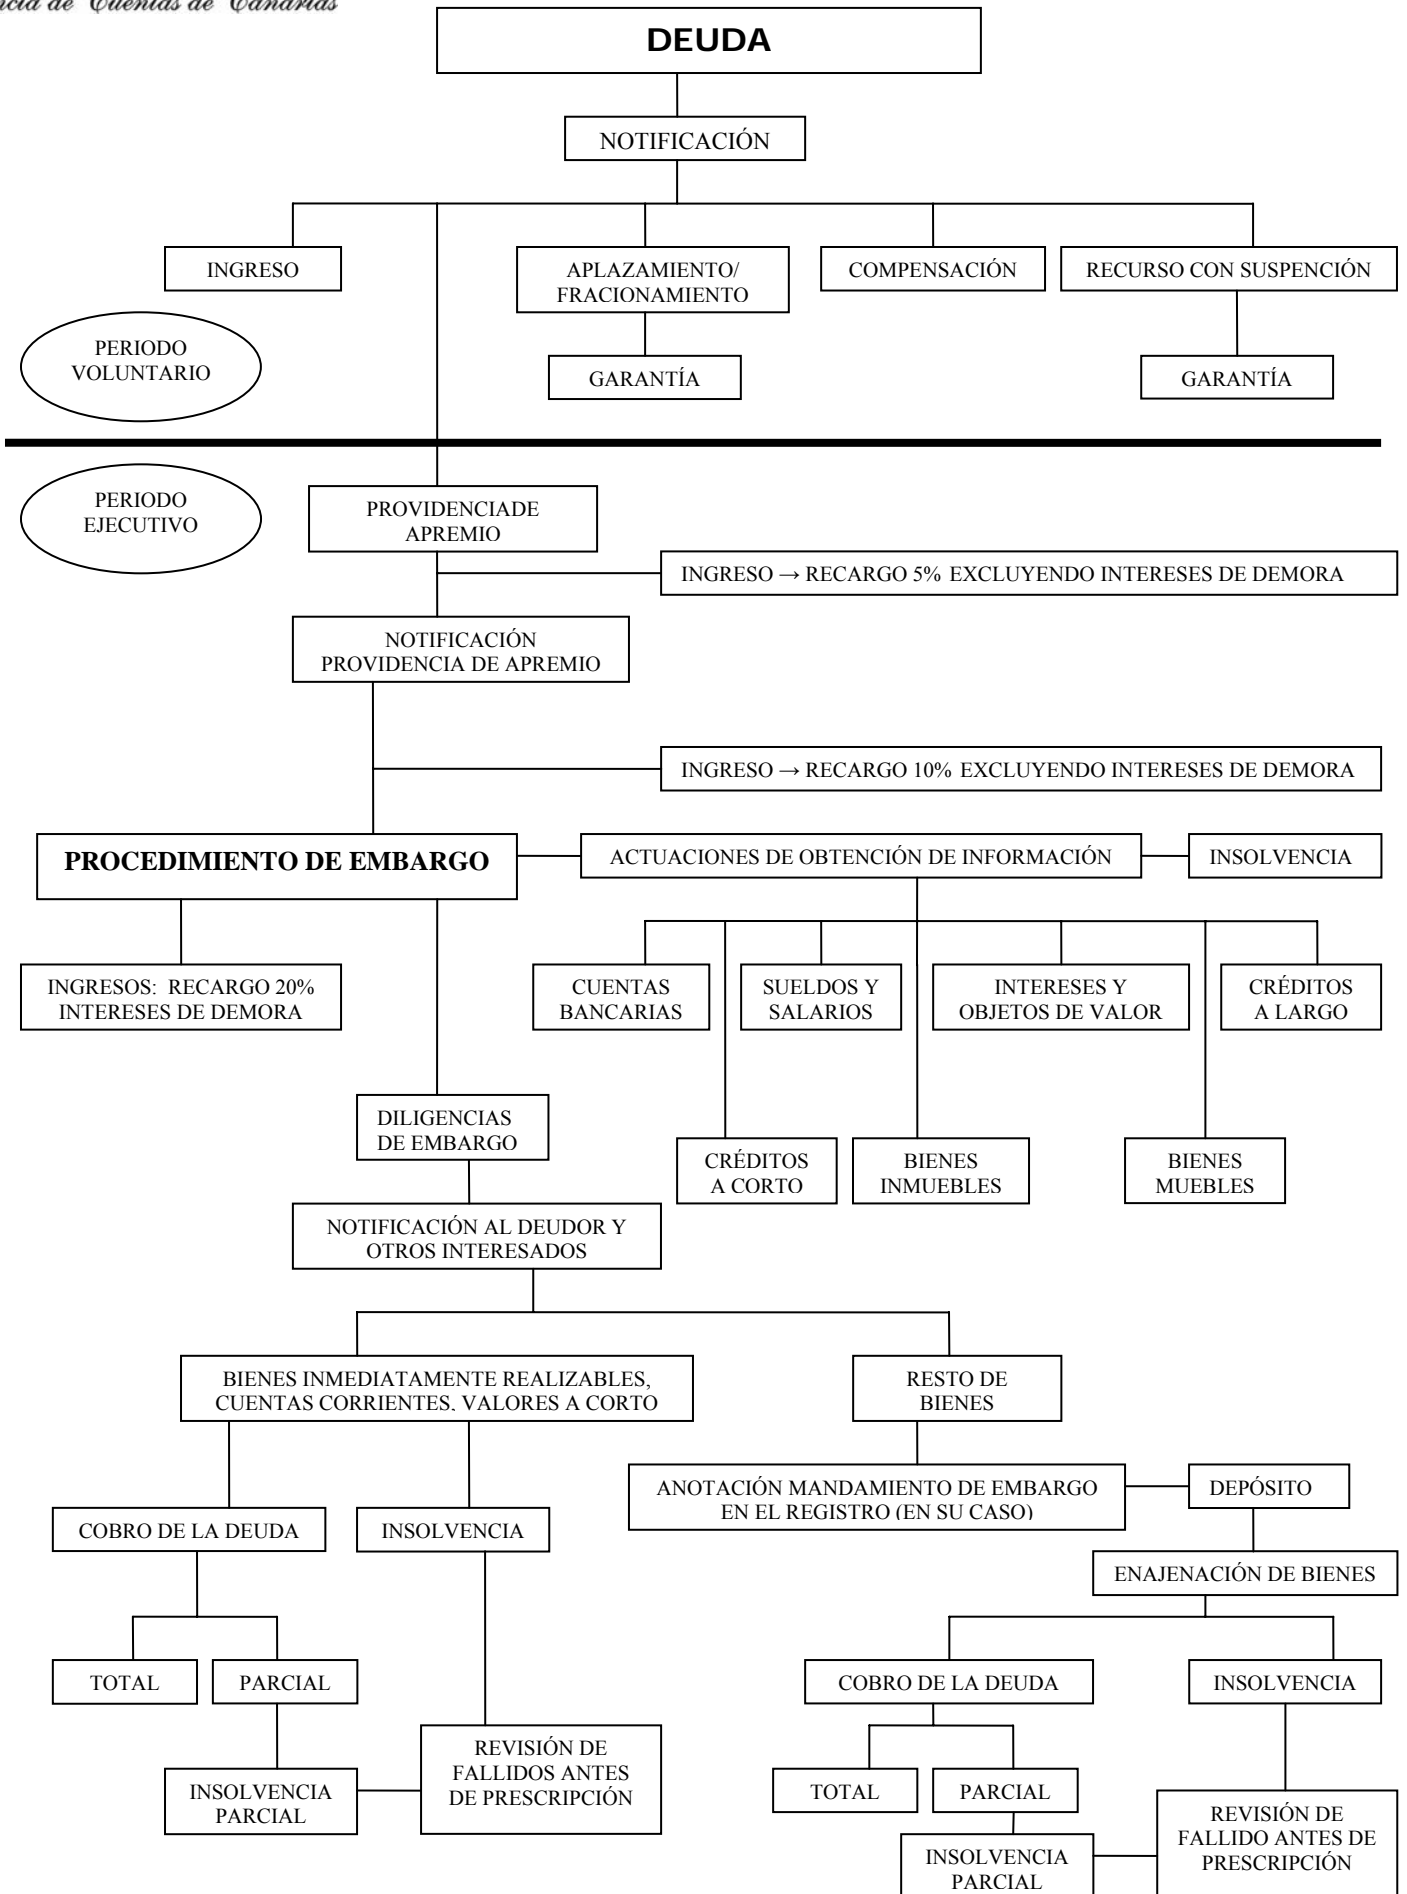 de Cuentas de Canarias
DEUDA
NOTIFICACIÓN
INGRESO
APLAZAMIENTO/
FRACIONAMIENTO
COMPENSACIÓN
RECURSO CON SUSPENCIÓN
PERIODO
VOLUNTARIO
GARANTÍA
GARANTÍA
PERIODO
EJECUTIVO
PROVIDENCIADE
APREMIO
INGRESO → RECARGO 5% EXCLUYENDO INTERESES DE DEMORA
NOTIFICACIÓN
PROVIDENCIA DE APREMIO
INGRESO → RECARGO 10% EXCLUYENDO INTERESES DE DEMORA
PROCEDIMIENTO DE EMBARGO
ACTUACIONES DE OBTENCIÓN DE INFORMACIÓN
INSOLVENCIA
INGRESOS: RECARGO 20%
INTERESES DE DEMORA
CUENTAS
BANCARIAS
SUELDOS Y
SALARIOS
INTERESES Y
OBJETOS DE VALOR
CRÉDITOS
A LARGO
DILIGENCIAS
DE EMBARGO
CRÉDITOS
A CORTO
BIENES
INMUEBLES
BIENES
MUEBLES
NOTIFICACIÓN AL DEUDOR Y
OTROS INTERESADOS
BIENES INMEDIATAMENTE REALIZABLES,
CUENTAS CORRIENTES, VALORES A CORTO
RESTO DE
BIENES
ANOTACIÓN MANDAMIENTO DE EMBARGO
EN EL REGISTRO (EN SU CASO)
DEPÓSITO
COBRO DE LA DEUDA
INSOLVENCIA
ENAJENACIÓN DE BIENES
TOTAL
PARCIAL
COBRO DE LA DEUDA
INSOLVENCIA
REVISIÓN DE
FALLIDOS ANTES
DE PRESCRIPCIÓN
INSOLVENCIA
PARCIAL
TOTAL
PARCIAL
REVISIÓN DE
FALLIDO ANTES DE
PRESCRIPCIÓN
INSOLVENCIA
PARCIAL